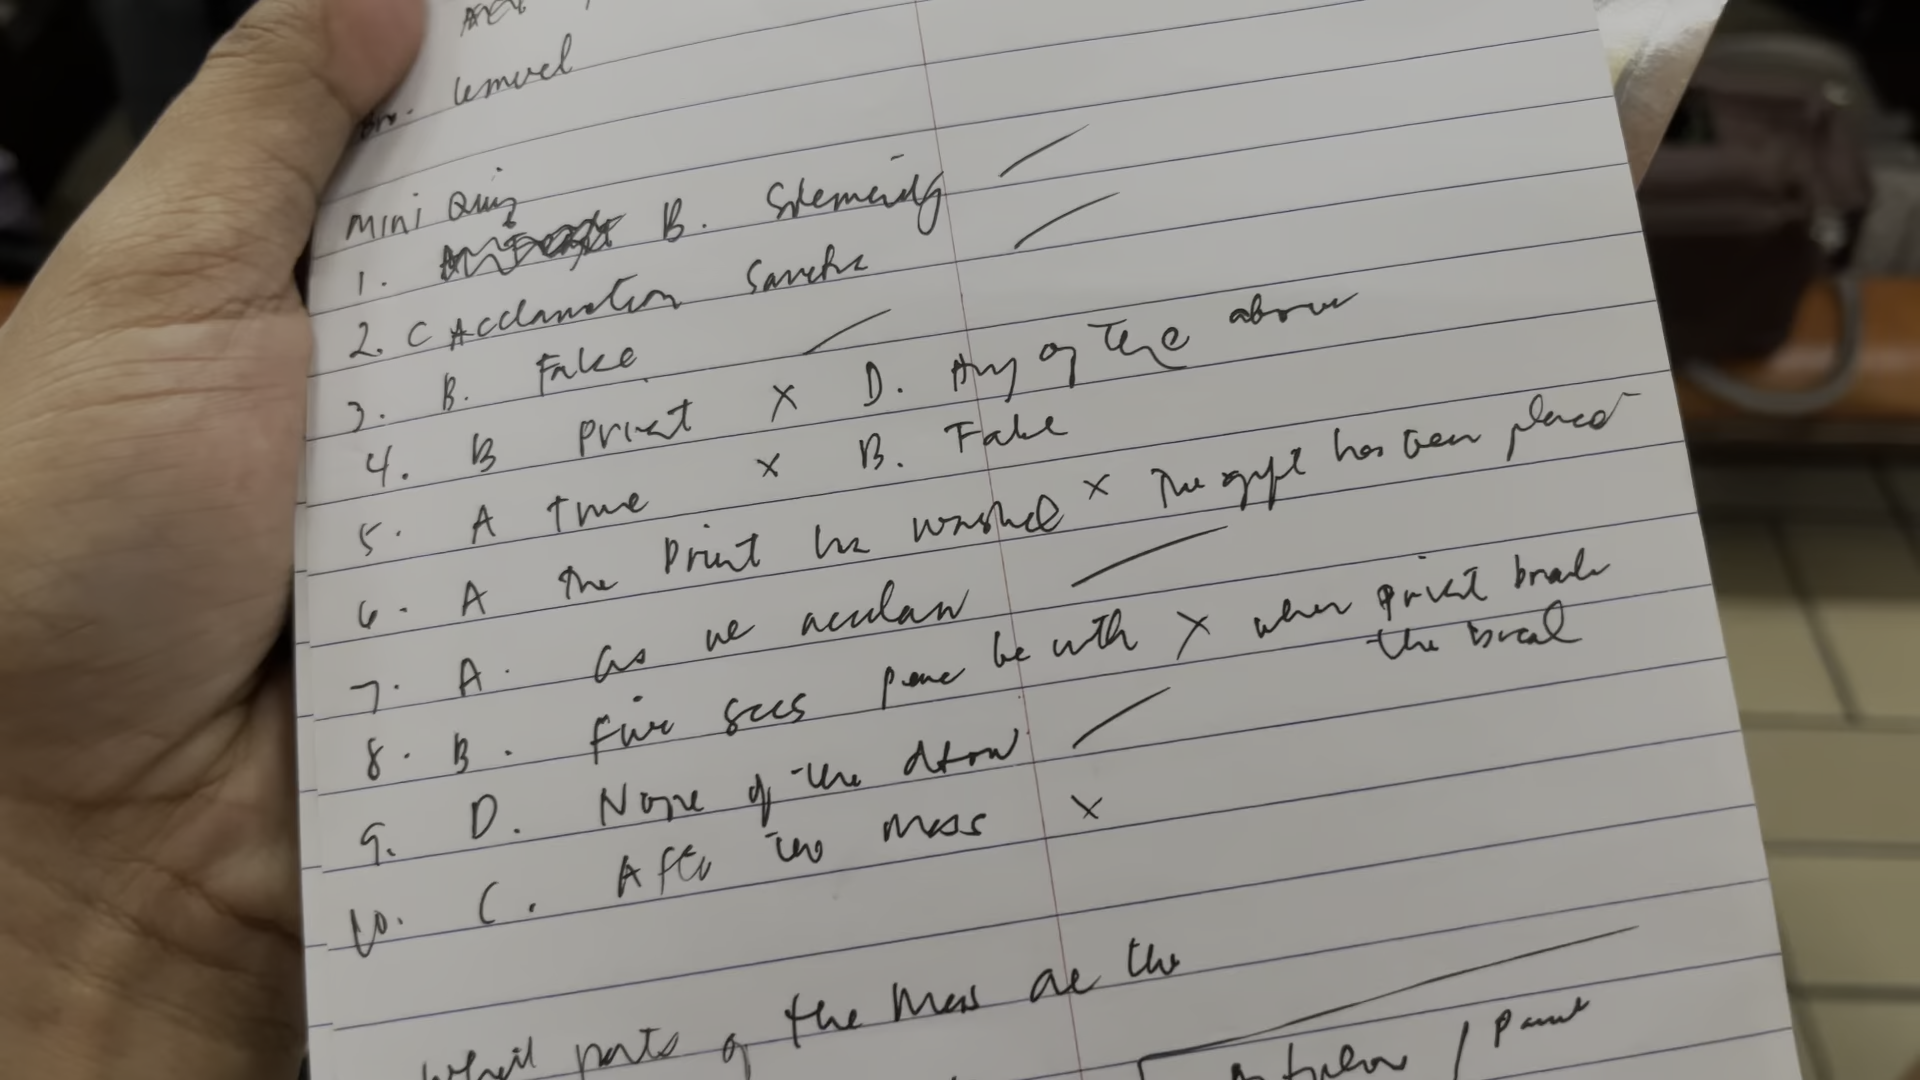 Bro. Lemuel
Mini Quiz
1. B. Solemnity
2. C Acclamation Sanctus
3. B. False
4. B Priest × D. Any of the above
5. A True × B. False
6. A the Priest has washed × The gift has been placed
7. A. as we acclaim
8. B. Five secs peace be with × when priest break
the bread
9. D. None of the above
10. C. After the mass ×
parts of the Mass are the